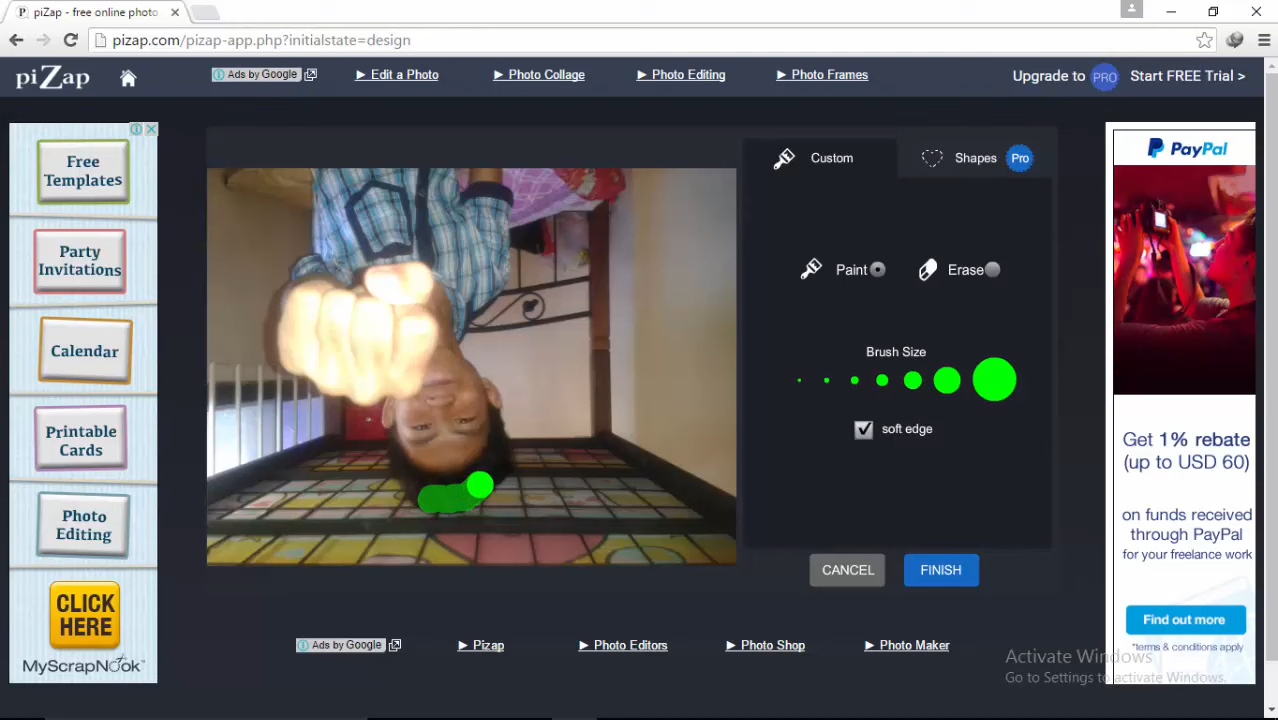 piZap - free online photo
pizap.com/pizap-app.php?initialstate=design
piZap
Ads by Google
► Edit a Photo
► Photo Collage
► Photo Editing
► Photo Frames
Upgrade to PRO
Start FREE Trial >
Free
Templates
Party
Invitations
Calendar
Printable
Cards
Photo
Editing
CLICK
HERE
MyScrapNook
Custom
Shapes
Pro
Paint
Erase
Brush Size
soft edge
CANCEL
FINISH
PayPal
Get 1% rebate
(up to USD 60)
on funds received
through PayPal
for your freelance work
Find out more
*terms & conditions apply
Ads by Google
► Pizap
► Photo Editors
► Photo Shop
► Photo Maker
Activate Windows
Go to Settings to activate Windows.